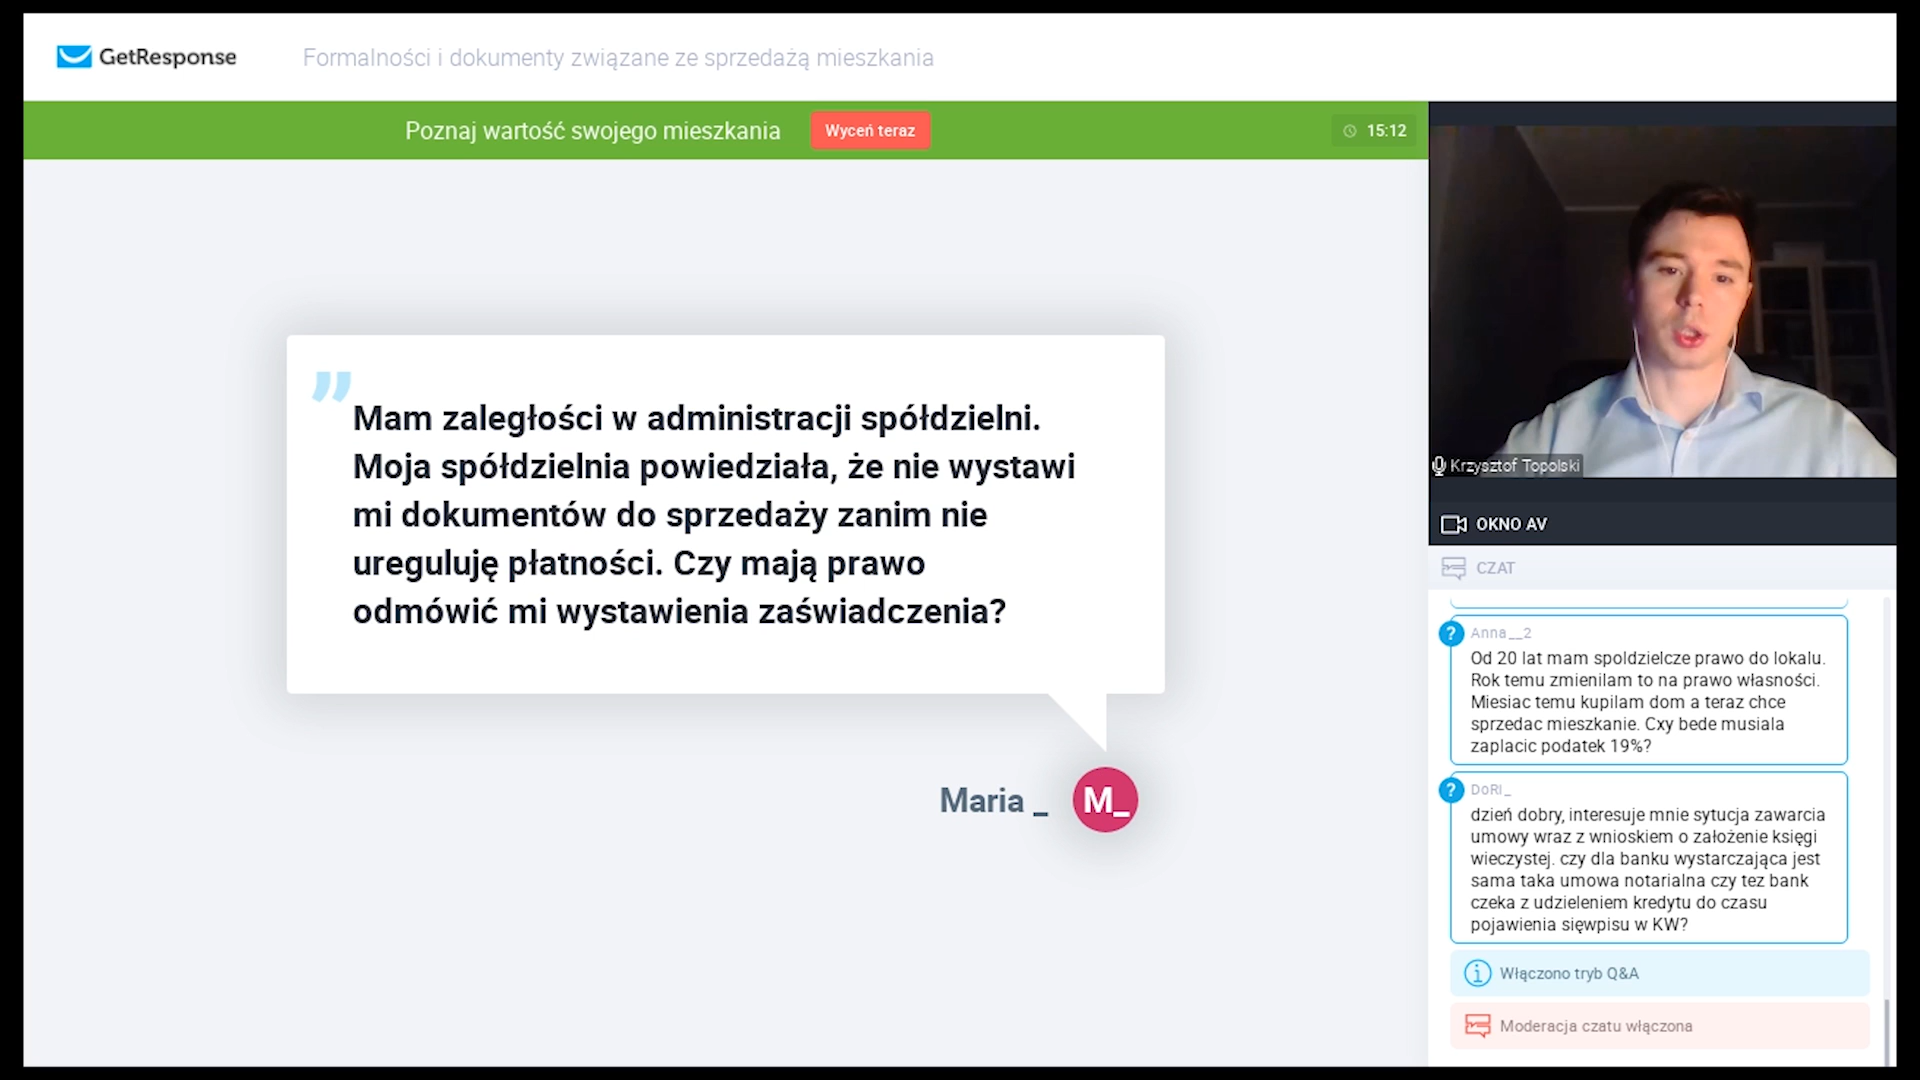 GetResponse
Formalności i dokumenty związane ze sprzedażą mieszkania
Poznaj wartość swojego mieszkania
Wyceń teraz
15:12
”
Mam zaległości w administracji spółdzielni.
Moja spółdzielnia powiedziała, że nie wystawi
mi dokumentów do sprzedaży zanim nie
ureguluję płatności. Czy mają prawo
odmówić mi wystawienia zaświadczenia?
Maria _
M_
Krzysztof Topolski
OKNO AV
CZAT
? Anna__2
Od 20 lat mam spoldzielcze prawo do lokalu.
Rok temu zmienilam to na prawo własności.
Miesiac temu kupilam dom a teraz chce
sprzedac mieszkanie. Cxy bede musiala
zaplacic podatek 19%?
? DoRI_
dzień dobry, interesuje mnie sytucja zawarcia
umowy wraz z wnioskiem o założenie księgi
wieczystej. czy dla banku wystarczająca jest
sama taka umowa notarialna czy tez bank
czeka z udzieleniem kredytu do czasu
pojawienia sięwpisu w KW?
Włączono tryb Q&A
Moderacja czatu włączona